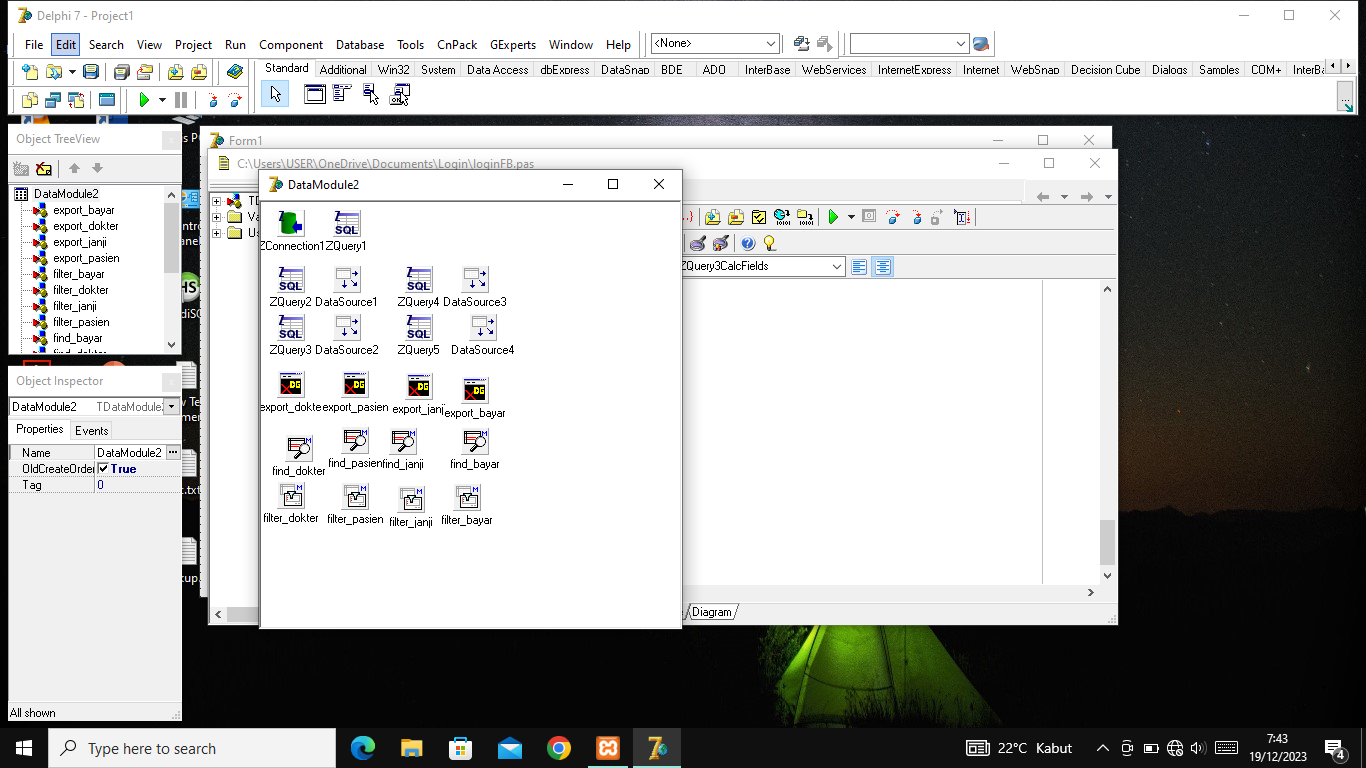 Delphi 7 - Project1
File Edit Search View Project Run Component Database Tools CnPack GExperts Window Help
<None>
Standard Additional Win32 System Data Access dbExpress DataSnap BDE ADO InterBase WebServices InternetExpress Internet WebSnap Decision Cube Dialogs Samples COM+ InterBa
Object TreeView
DataModule2
export_bayar
export_dokter
export_janji
export_pasien
filter_bayar
filter_dokter
filter_janji
filter_pasien
find_bayar
find_dokter
Object Inspector
DataModule2 TDataModule2
Properties Events
Name DataModule2
OldCreateOrder True
Tag 0
All shown
Form1
C:\Users\USER\OneDrive\Documents\Login\loginFB.pas
ZQuery3CalcFields
Diagram
DataModule2
ZConnection1 ZQuery1
ZQuery2 DataSource1 ZQuery4 DataSource3
ZQuery3 DataSource2 ZQuery5 DataSource4
export_dokte export_pasien export_janji export_bayar
find_dokter find_pasien find_janji find_bayar
filter_dokter filter_pasien filter_janji filter_bayar
Type here to search
22°C Kabut
7:43
19/12/2023
4